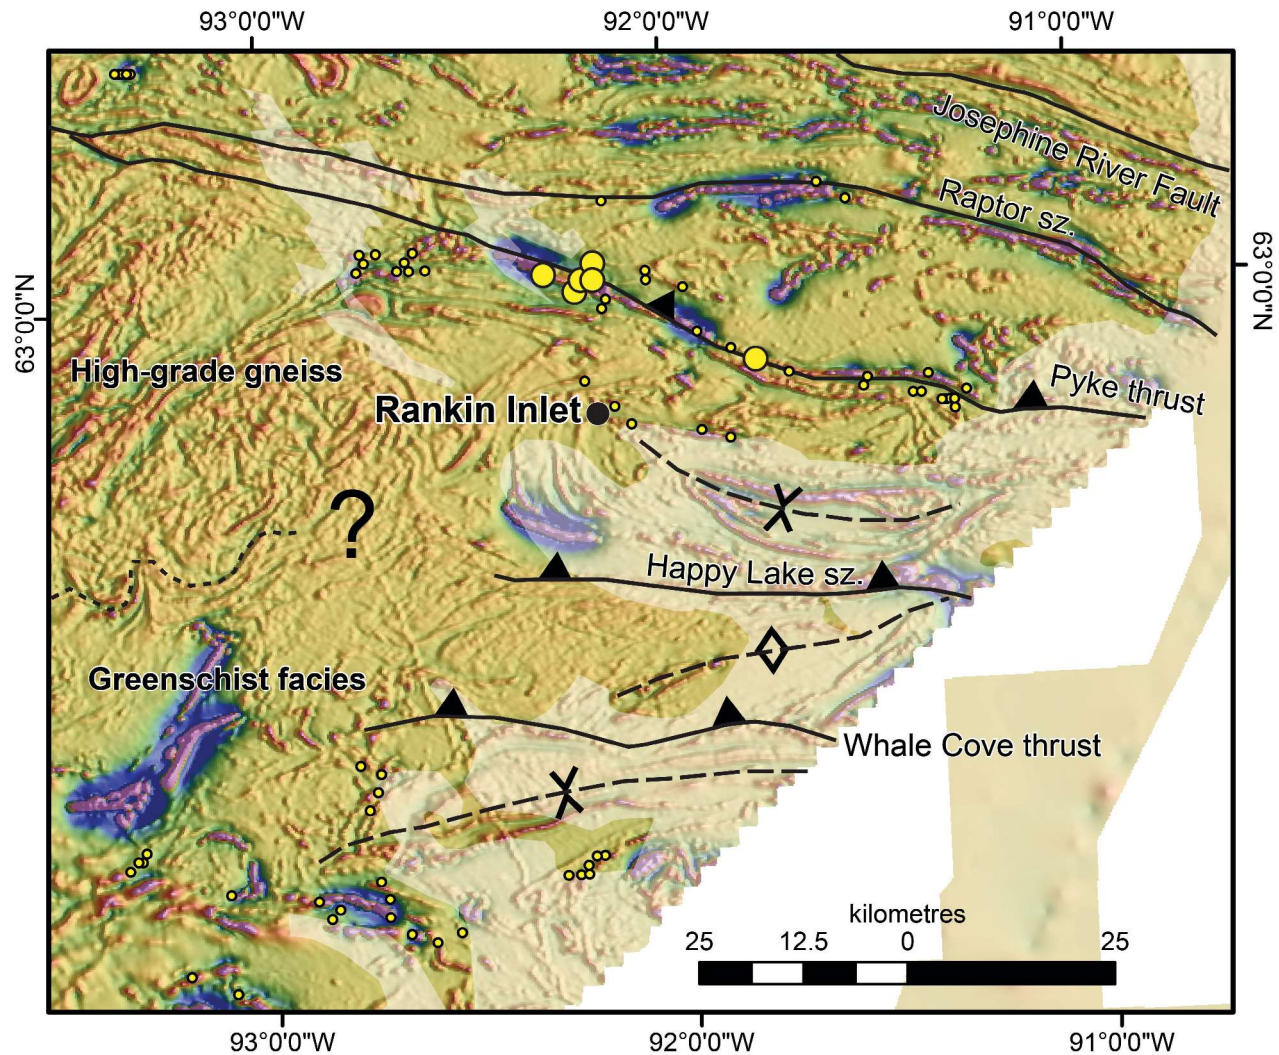 93°0'0"W
92°0'0"W
91°0'0"W
Josephine River Fault
Raptor sz.
63°0'0"N
63°0'0"N
High-grade gneiss
Pyke thrust
Rankin Inlet
?
Happy Lake sz.
Greenschist facies
Whale Cove thrust
kilometres
25 12.5 0 25
93°0'0"W
92°0'0"W
91°0'0"W